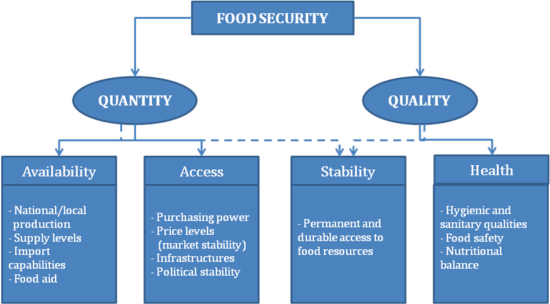 FOOD SECURITY
QUANTITY
QUALITY
Availability
- National/local
production
- Supply levels
- Import
capabilities
- Food aid
Access
- Purchasing power
- Price levels
(market stability)
- Infrastructures
- Political stability
Stability
- Permanent and
durable access to
food resources
Health
- Hygienic and
sanitary qualities
- Food safety
- Nutritional
balance